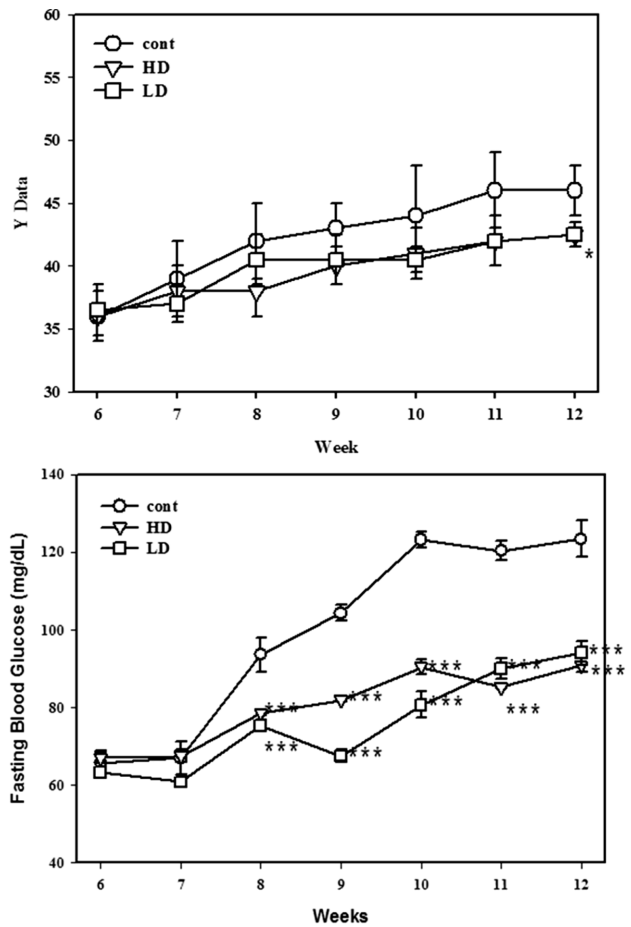 60
55
50
45
40
35
30
Y Data
cont
HD
LD
*
6 7 8 9 10 11 12
Week
140
120
100
80
60
40
Fasting Blood Glucose (mg/dL)
cont
HD
LD
*** *** *** *** ***
*** *** *** *** ***
6 7 8 9 10 11 12
Weeks